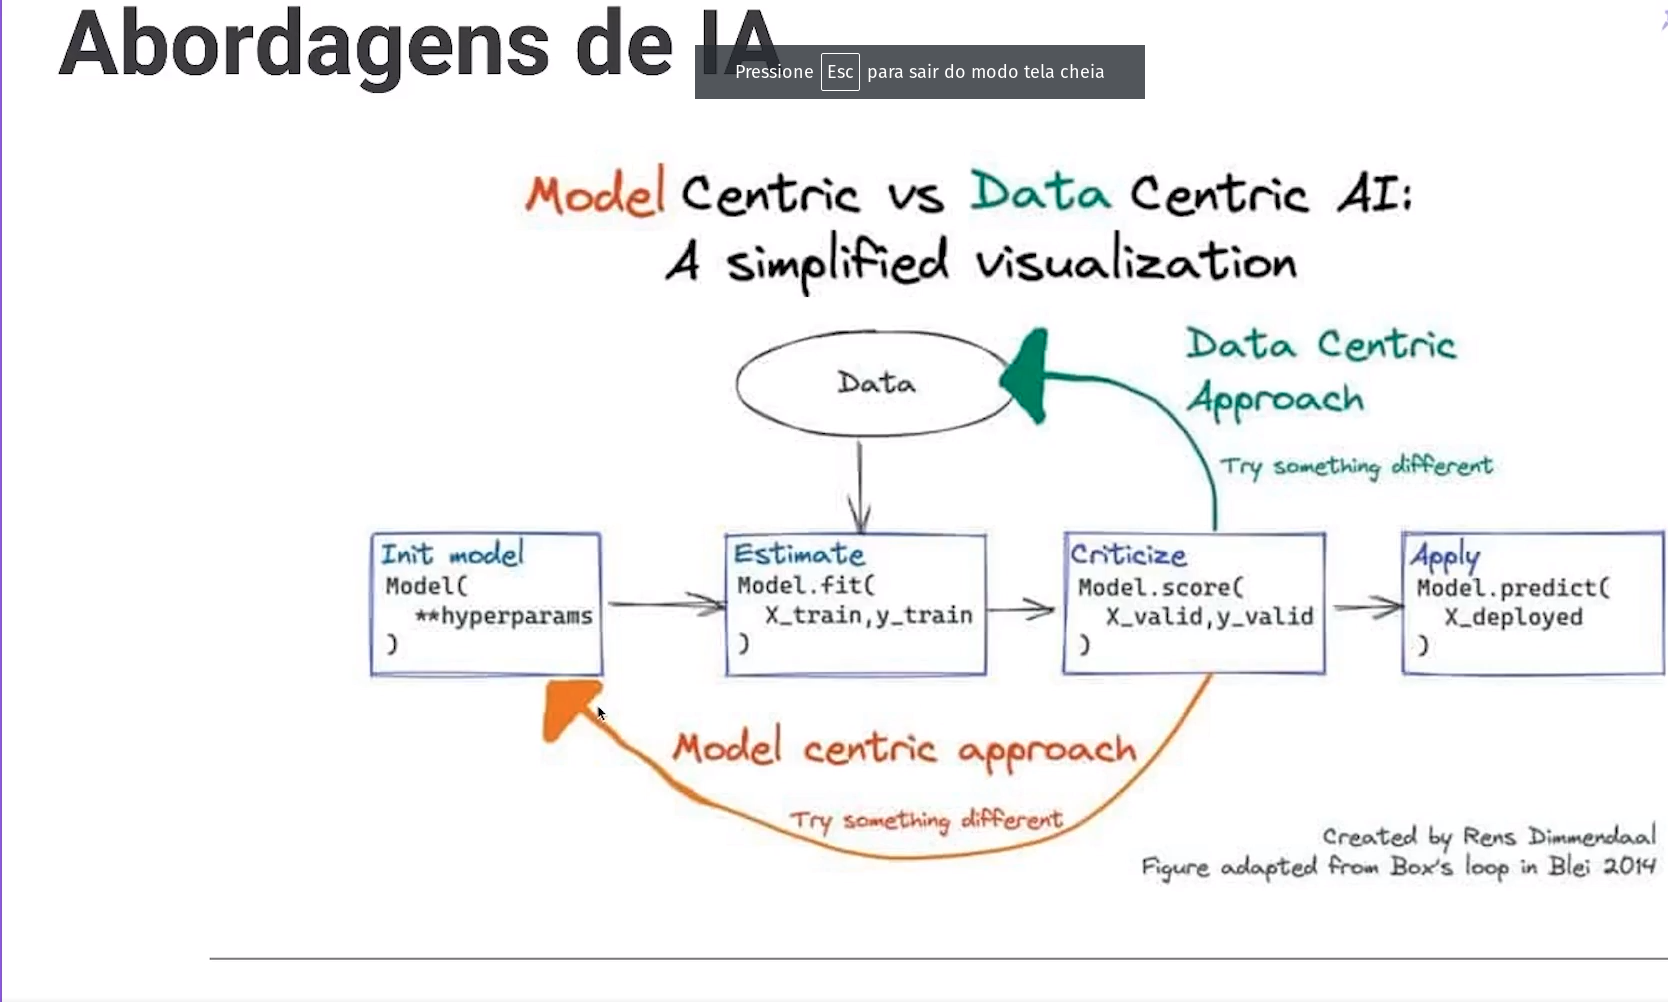 Abordagens de IA
Pressione Esc para sair do modo tela cheia
Model Centric vs Data Centric AI:
A simplified visualization
Data
Data Centric
Approach
Try something different
Init model
Model(
**hyperparams
)
Estimate
Model.fit(
X_train,y_train
)
Criticize
Model.score(
X_valid,y_valid
)
Apply
Model.predict(
X_deployed
)
Model centric approach
Try something different
Created by Rens Dimmendaal
Figure adapted from Box's loop in Blei 2014